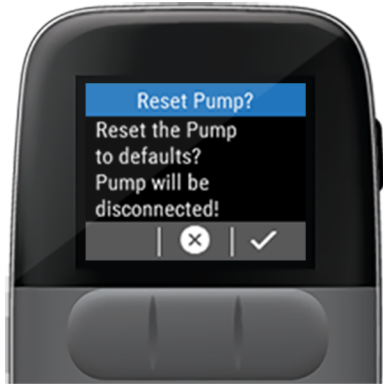 Reset Pump?
Reset the Pump
to defaults?
Pump will be
disconnected!